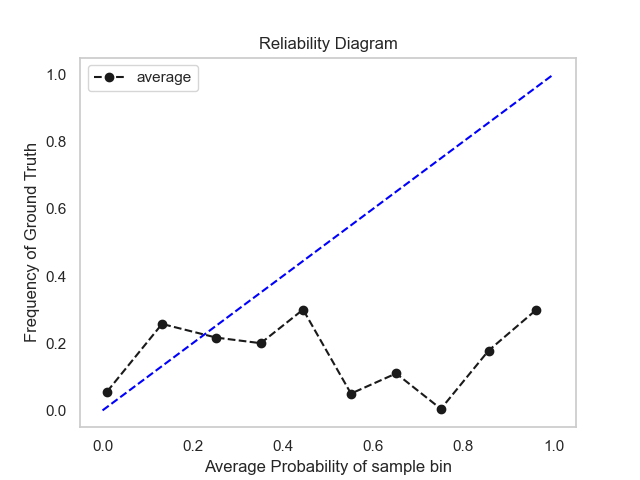 Reliability Diagram
average
Frequency of Ground Truth
1.0
0.8
0.6
0.4
0.2
0.0
0.0 0.2 0.4 0.6 0.8 1.0
Average Probability of sample bin